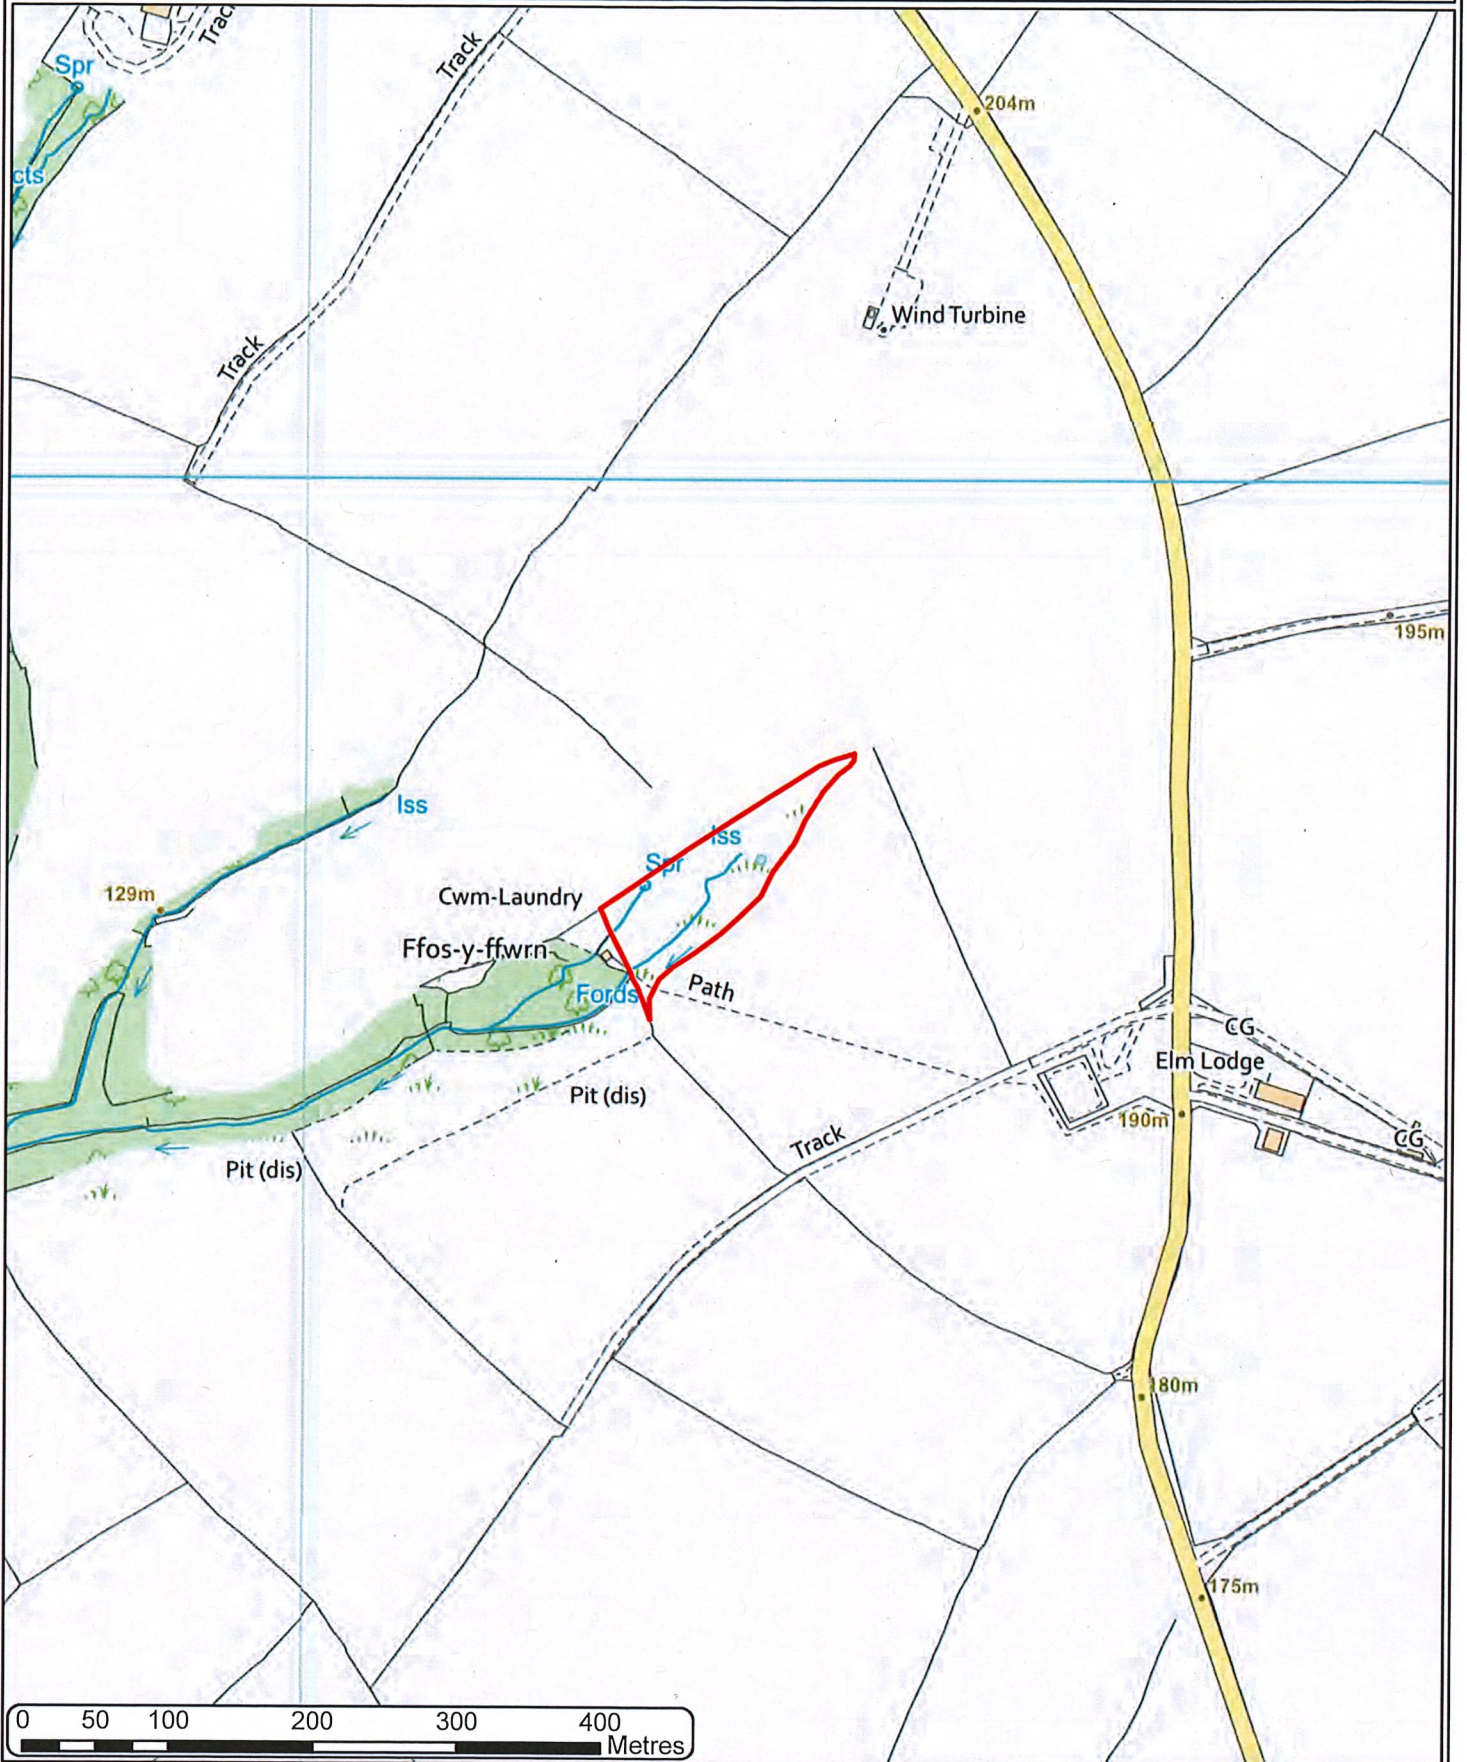 Track
Track
Spr
204m
cts
Wind Turbine
Track
195m
Iss
Iss
Spr
129m
Cwm-Laundry
Ffos-y-ffwrn
Path
Fords
CG
Elm Lodge
Pit (dis)
190m
Track
CG
Pit (dis)
180m
175m
0 50 100 200 300 400
Metres